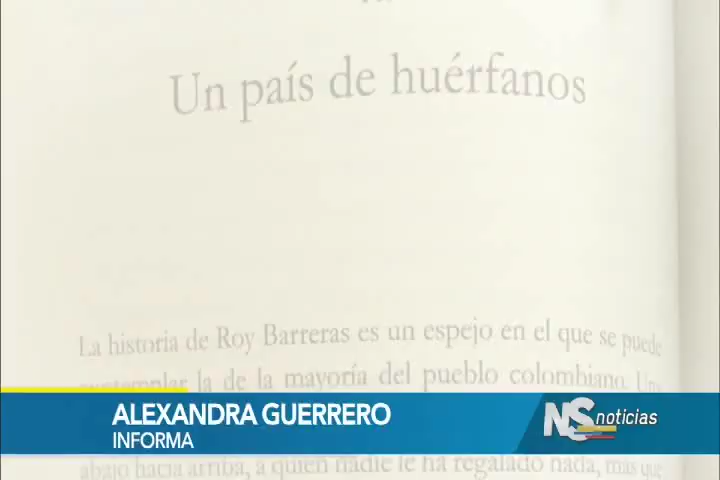 Un país de huérfanos
La historia de Roy Barreras es un espejo en el que se puede
contemplar la de la mayoría del pueblo colombiano. Una
ALEXANDRA GUERRERO
INFORMA
NS noticias
abajo hacia arriba, a quien nadie le ha regalado nada, más que